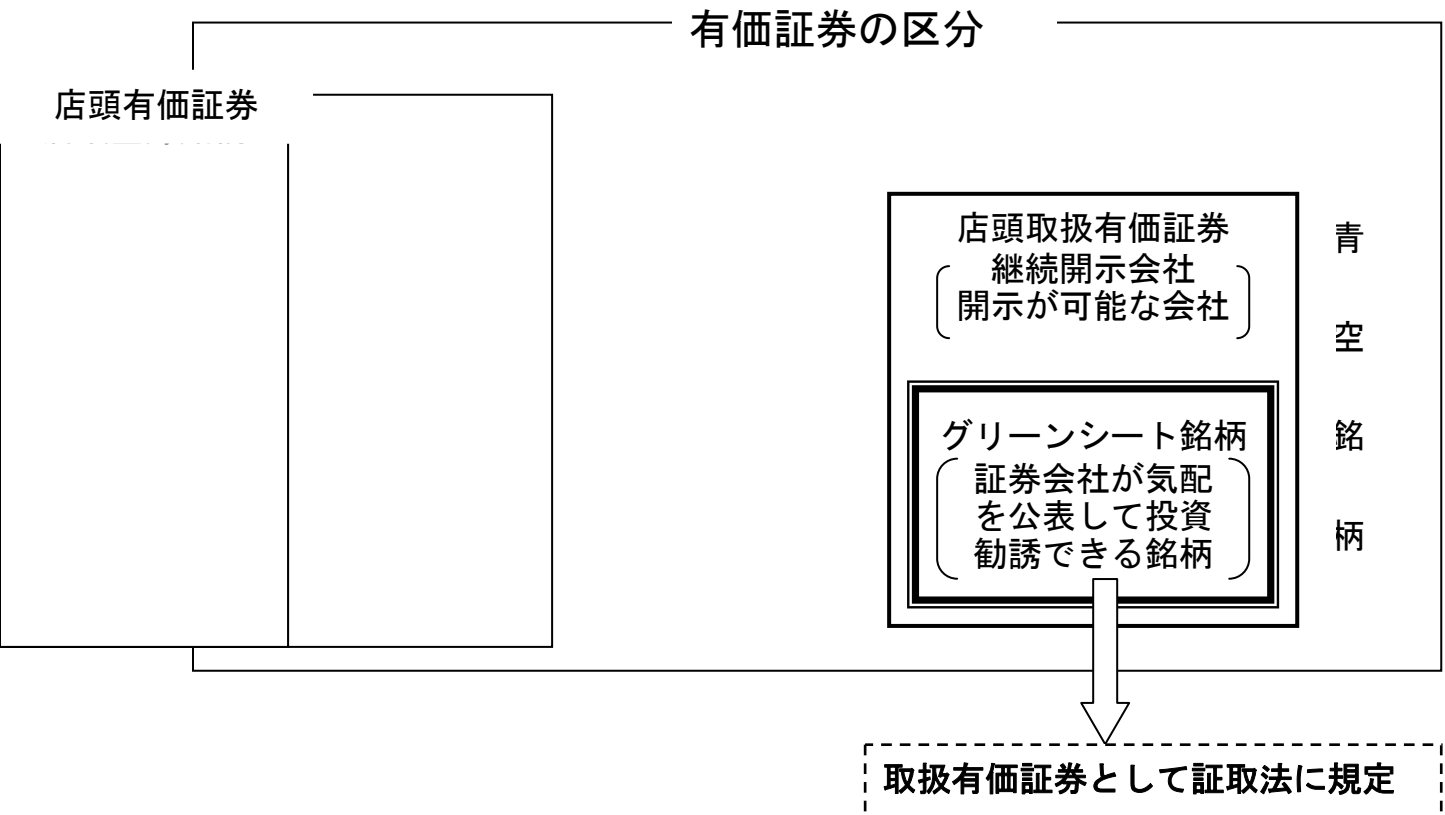 有価証券の区分
店頭有価証券
店頭取扱有価証券
継続開示会社
開示が可能な会社
青空銘柄
グリーンシート銘柄
証券会社が気配
を公表して投資
勧誘できる銘柄
取扱有価証券として証取法に規定